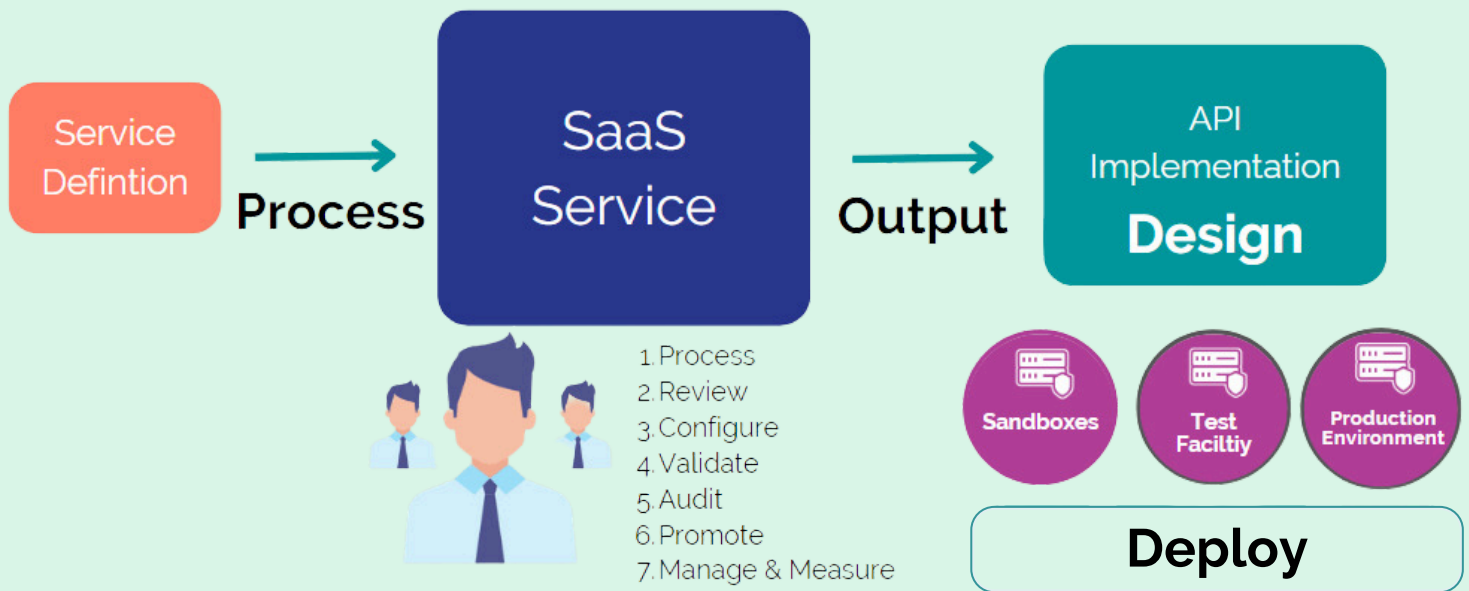 Service
Defintion
Process
SaaS
Service
Output
API
Implementation
Design
1. Process
2. Review
3. Configure
4. Validate
5. Audit
6. Promote
7. Manage & Measure
Sandboxes
Test
Faciltiy
Production
Environment
Deploy